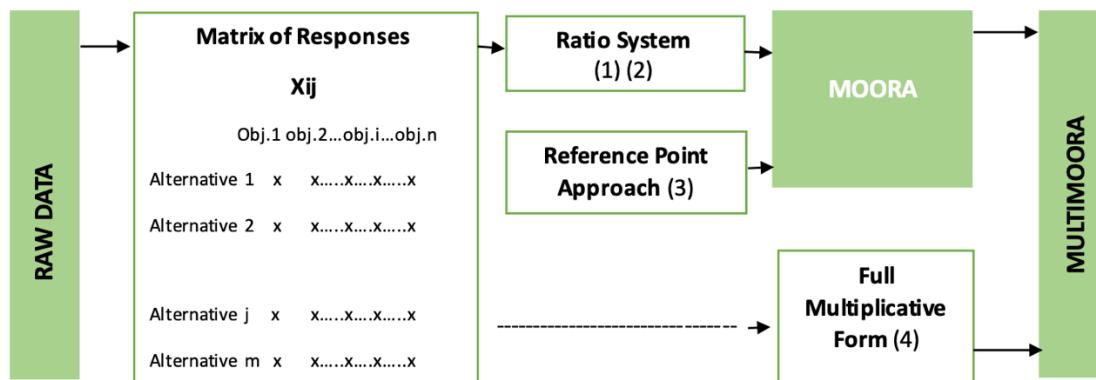 RAW DATA
Matrix of Responses
Xij
Obj.1 obj.2...obj.i...obj.n
Alternative 1 x x.....x....x.....x
Alternative 2 x x.....x....x.....x
Alternative j x x.....x....x.....x
Alternative m x x.....x....x.....x
Ratio System
(1) (2)
Reference Point
Approach (3)
MOORA
Full
Multiplicative
Form (4)
MULTIMOORA